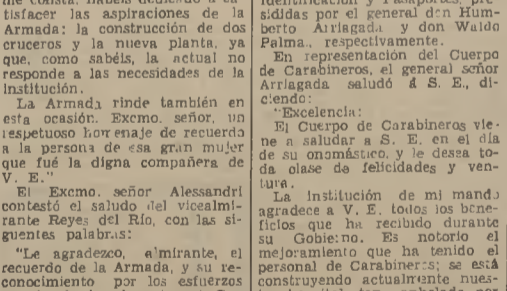 me consta, habéis dedicado a sa-
tisfacer las aspiraciones de la
Armada: la construcción de dos
cruceros y la nueva planta, ya
que, como sabéis, la actual no
responde a las necesidades de la
Institución.
La Armada rinde también en
esta ocasión, Excmo. señor, un
respetuoso homenaje de recuerdo
a la persona de esa gran mujer
que fué la digna compañera de
V. E."
El Excmo. señor Alessandri
contestó el saludo del vicealmi-
rante Reyes del Río, con las si-
guentes palabras:
"Le agradezco, almirante, el
recuerdo de la Armada, y su re-
conocimiento por los esfuerzos
Identificación y Pasaportes, pre-
sididas por el general don Hum-
berto Arriagada y don Waldo
Palma, respectivamente.
En representación del Cuerpo
de Carabineros, el general señor
Arriagada saludó á S. E., di-
ciendo:
"Excelencia:
El Cuerpo de Carabineros vie-
ne a saludar a S. E. en el día
de su onomástico, y le desea to-
da clase de felicidades y ven-
tura.
La Institución de mi mando
agradece a V. E. todos los bene-
ficios que ha recibido durante
su Gobierno. Es notorio el
mejoramiento que ha tenido el
personal de Carabineros; se está
construyendo actualmente nues-